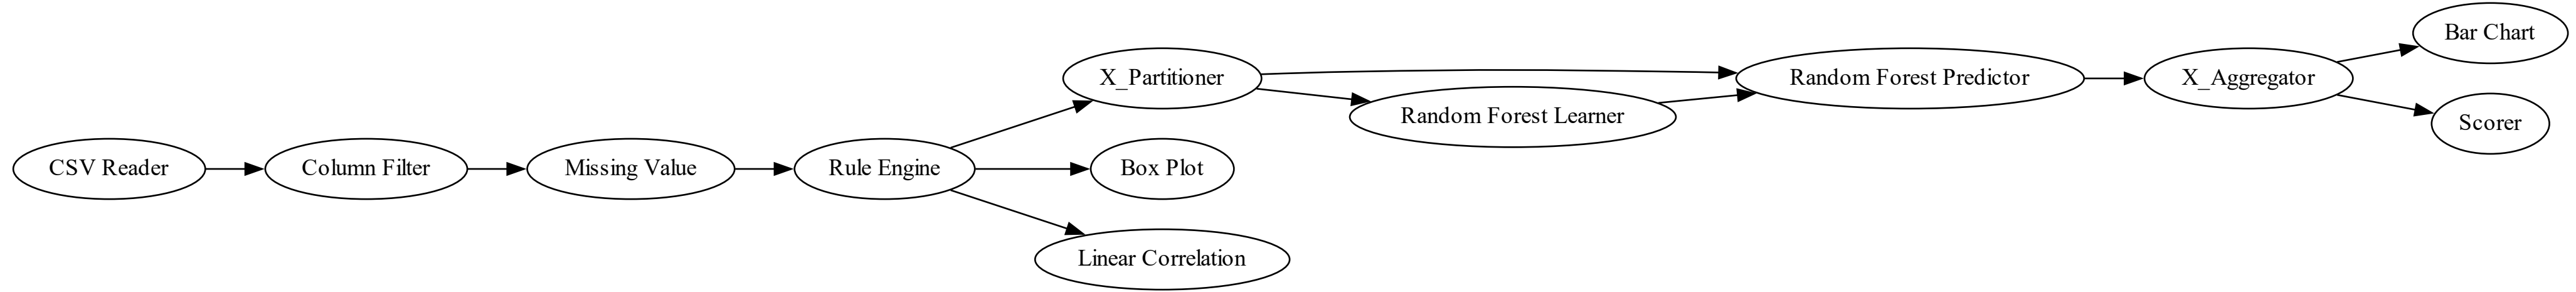 CSV Reader
Column Filter
Missing Value
Rule Engine
X_Partitioner
Box Plot
Linear Correlation
Random Forest Learner
Random Forest Predictor
X_Aggregator
Bar Chart
Scorer